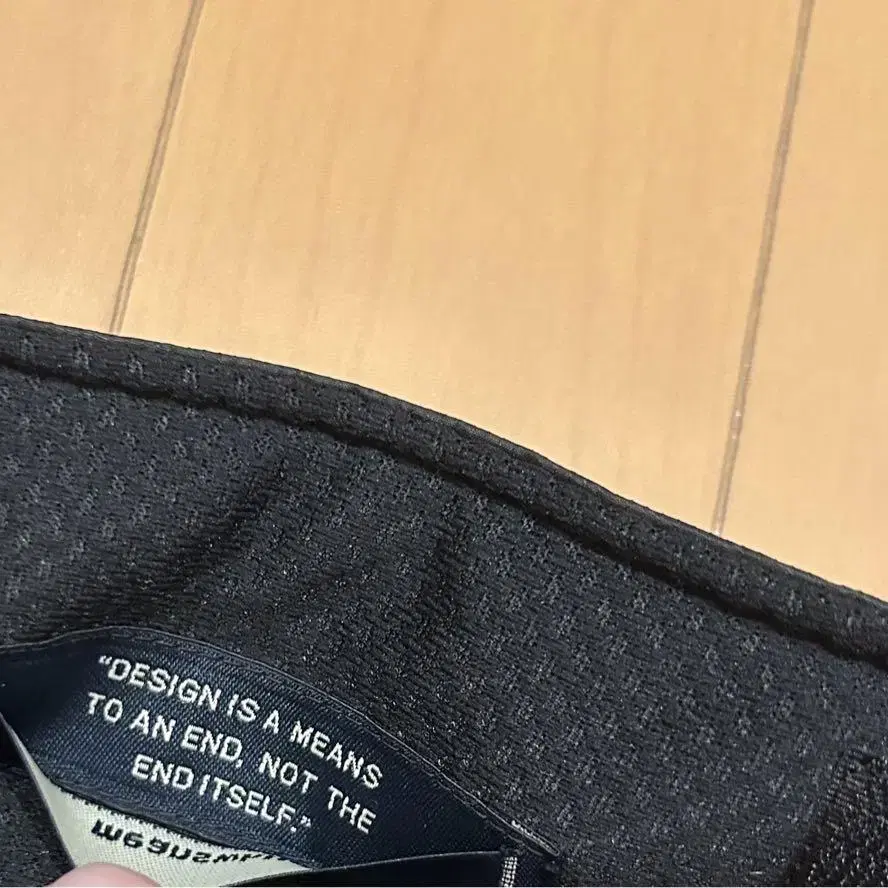 “DESIGN IS A MEANS
TO AN END, NOT THE
END ITSELF.”